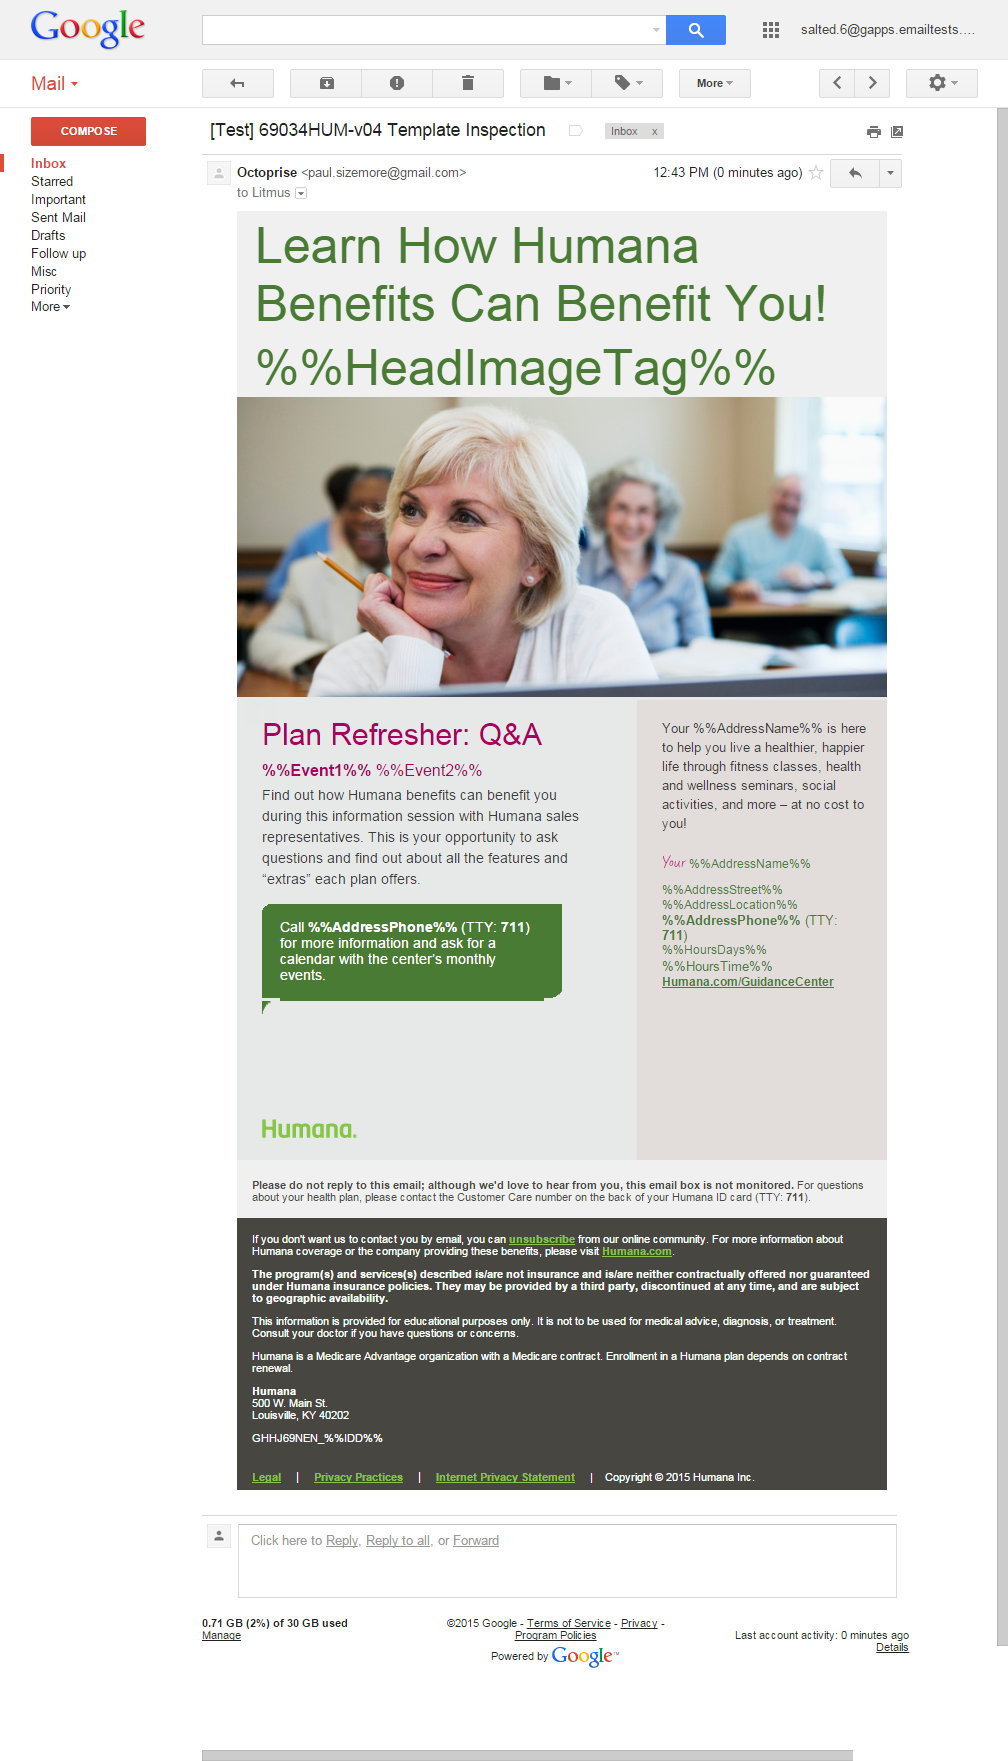 Google
salted.6@gapps.emailtests....
Mail
More
COMPOSE
[Test] 69034HUM-v04 Template Inspection
Inbox x
Inbox
Starred
Important
Sent Mail
Drafts
Follow up
Misc
Priority
More
Octoprise <paul.sizemore@gmail.com>
12:43 PM (0 minutes ago)
to Litmus
Learn How Humana
Benefits Can Benefit You!
%%HeadImageTag%%
Plan Refresher: Q&A
%%Event1%% %%Event2%%
Find out how Humana benefits can benefit you
during this information session with Humana sales
representatives. This is your opportunity to ask
questions and find out about all the features and
“extras” each plan offers.
Call %%AddressPhone%% (TTY: 711)
for more information and ask for a
calendar with the center's monthly
events.
Humana.
Your %%AddressName%% is here
to help you live a healthier, happier
life through fitness classes, health
and wellness seminars, social
activities, and more – at no cost to
you!
Your %%AddressName%%
%%AddressStreet%%
%%AddressLocation%%
%%AddressPhone%% (TTY:
711)
%%HoursDays%%
%%HoursTime%%
Humana.com/GuidanceCenter
Please do not reply to this email; although we'd love to hear from you, this email box is not monitored. For questions
about your health plan, please contact the Customer Care number on the back of your Humana ID card (TTY: 711).
If you don't want us to contact you by email, you can unsubscribe from our online community. For more information about
Humana coverage or the company providing these benefits, please visit Humana.com.
The program(s) and services(s) described is/are not insurance and is/are neither contractually offered nor guaranteed
under Humana insurance policies. They may be provided by a third party, discontinued at any time, and are subject
to geographic availability.
This information is provided for educational purposes only. It is not to be used for medical advice, diagnosis, or treatment.
Consult your doctor if you have questions or concerns.
Humana is a Medicare Advantage organization with a Medicare contract. Enrollment in a Humana plan depends on contract
renewal.
Humana
500 W. Main St.
Louisville, KY 40202
GHHJ69NEN_%%IDD%%
Legal | Privacy Practices | Internet Privacy Statement | Copyright © 2015 Humana Inc.
Click here to Reply, Reply to all, or Forward
0.71 GB (2%) of 30 GB used
Manage
©2015 Google - Terms of Service - Privacy -
Program Policies
Powered by Google™
Last account activity: 0 minutes ago
Details